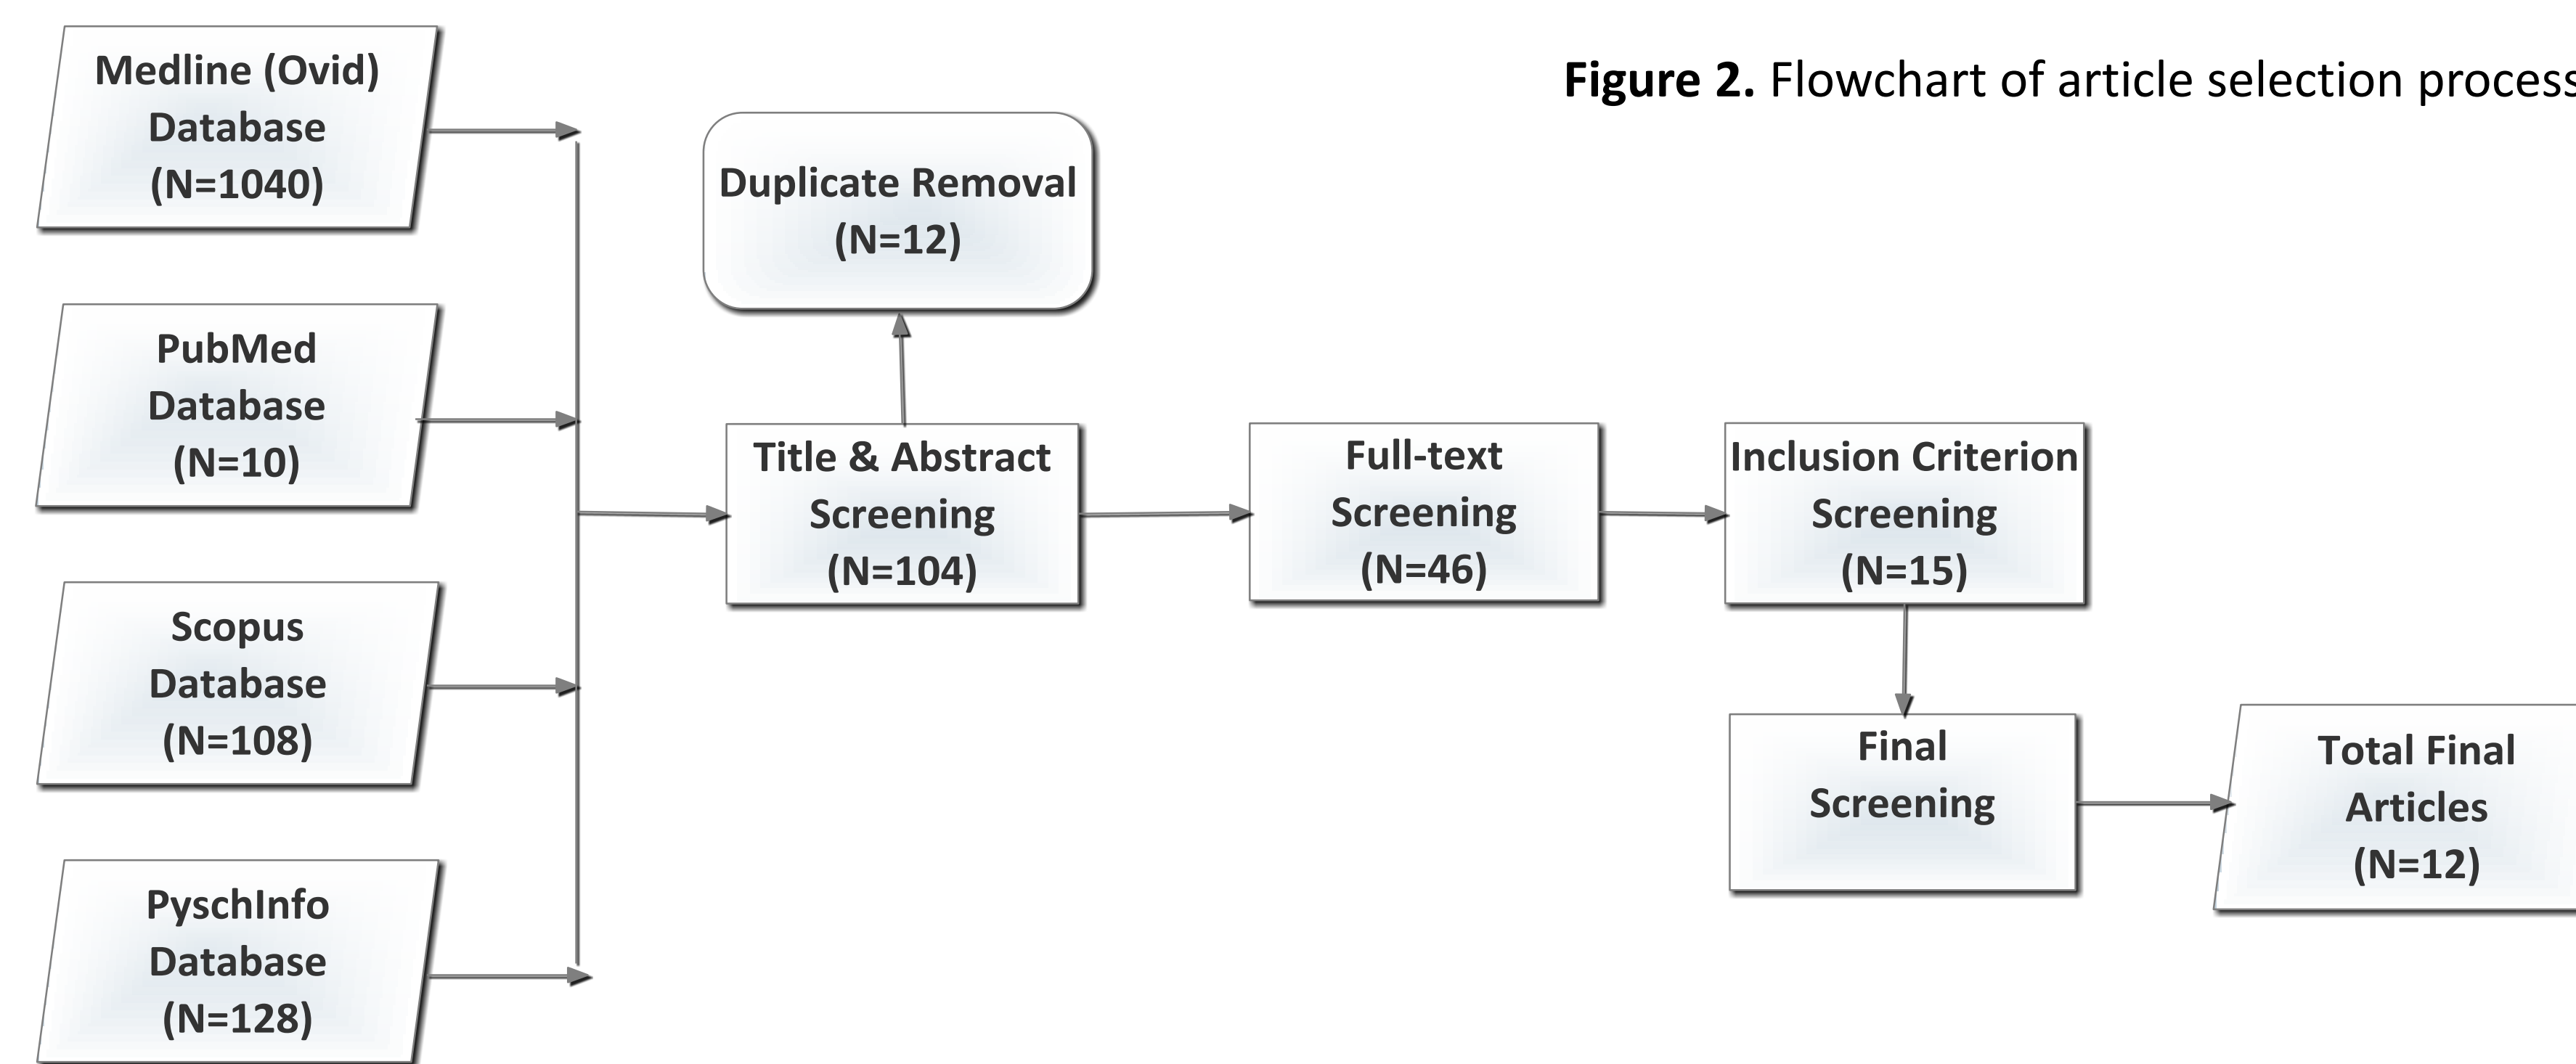 Medline (Ovid)
Database
(N=1040)
PubMed
Database
(N=10)
Scopus
Database
(N=108)
PyschInfo
Database
(N=128)
Figure 2. Flowchart of article selection process
Duplicate Removal
(N=12)
Title & Abstract
Screening
(N=104)
Full-text
Screening
(N=46)
Inclusion Criterion
Screening
(N=15)
Final
Screening
Total Final
Articles
(N=12)